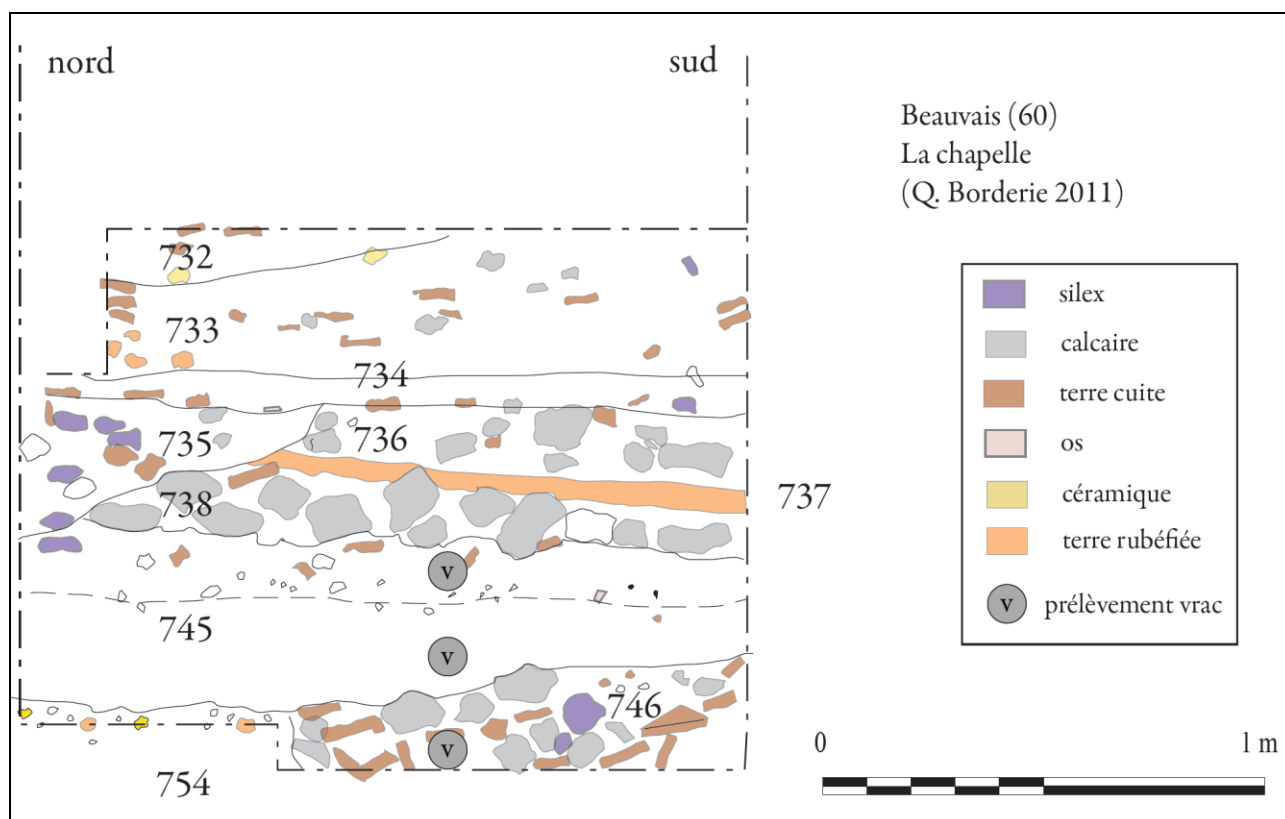 nord
sud
Beauvais (60)
La chapelle
(Q. Borderie 2011)
732
733
734
735
736
737
738
745
746
754
v
v
v
silex
calcaire
terre cuite
os
céramique
terre rubéfiée
v prélèvement vrac
0
1 m